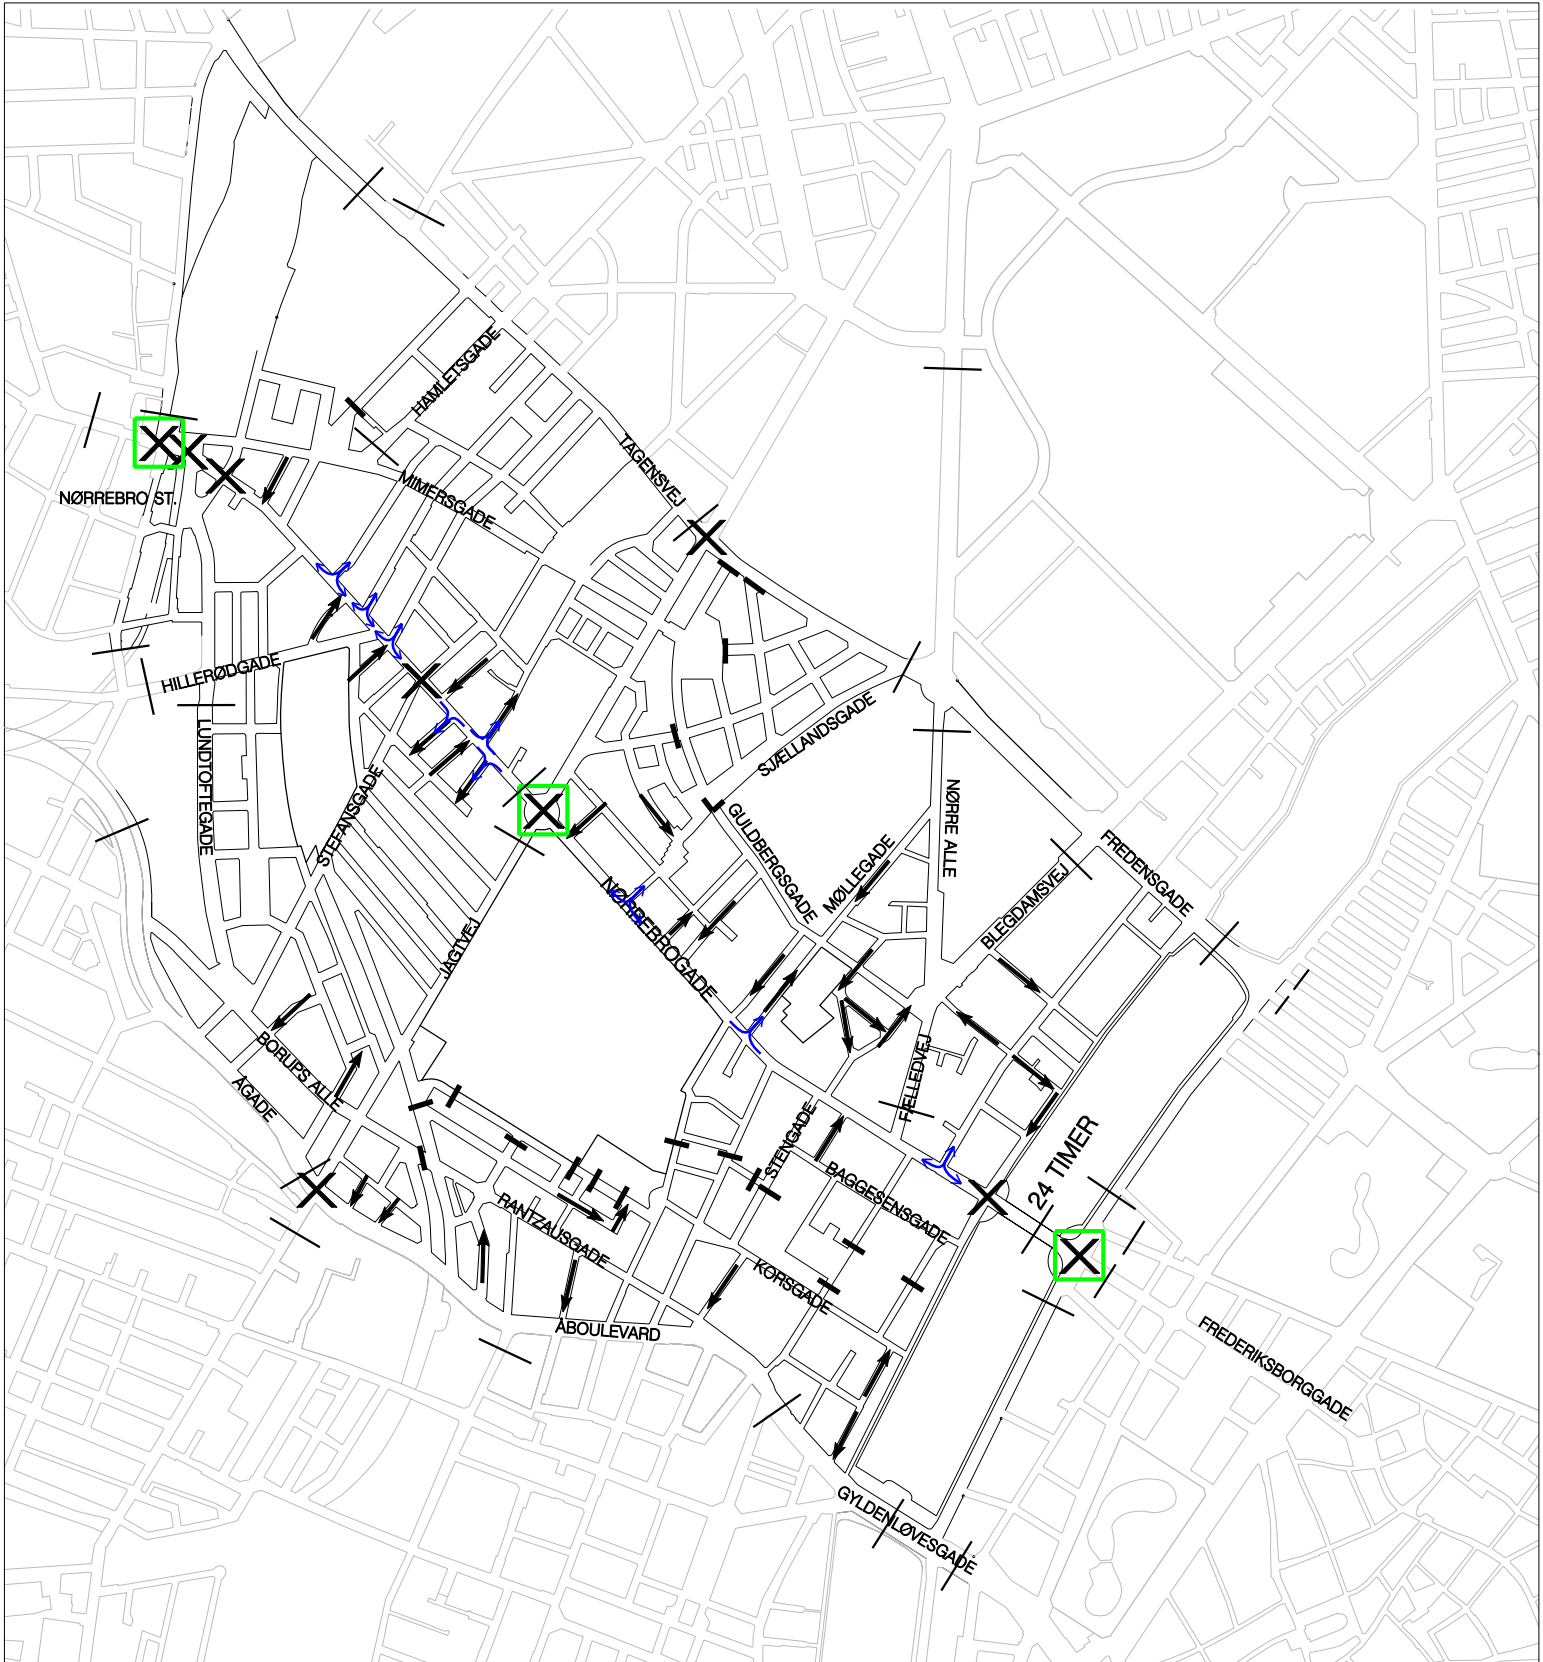 HAMLETSGADE
TAGENSVEJ
MIMERSGADE
NØRREBRO ST.
HILLERØDGADE
LUNDTOFTEGADE
STEFANSGADE
SJÆLLANDSGADE
GULDBERGSGADE
NØRRE ALLE
MØLLEGADE
FREDENSGADE
BLEGDAMSVEJ
NØRREBROGADE
JAGTVEJ
BORUPS ALLE
ÅGADE
FÆLLEDVEJ
STENGADE
24 TIMER
BAGGESENSGADE
RANTZAUSGADE
KORSGADE
ÅBOULEVARD
FREDERIKSBORGGADE
GYLDENLØVESGADE